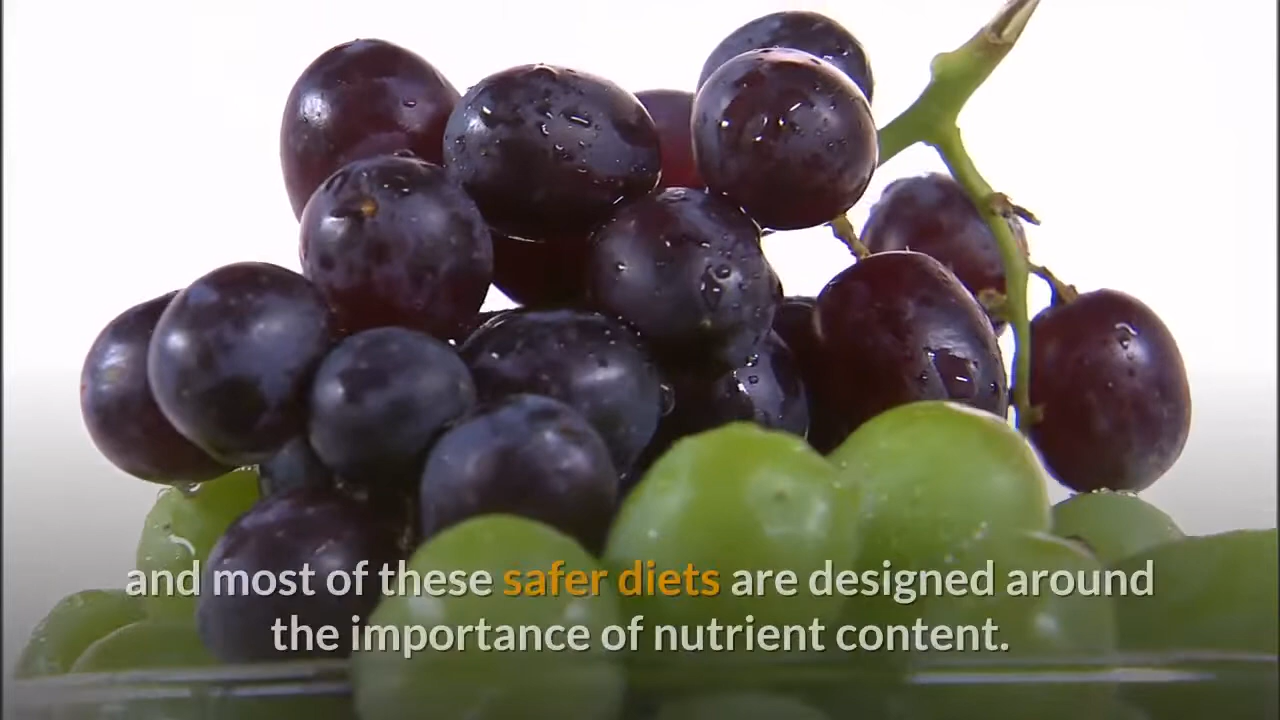 and most of these safer diets are designed around
the importance of nutrient content.